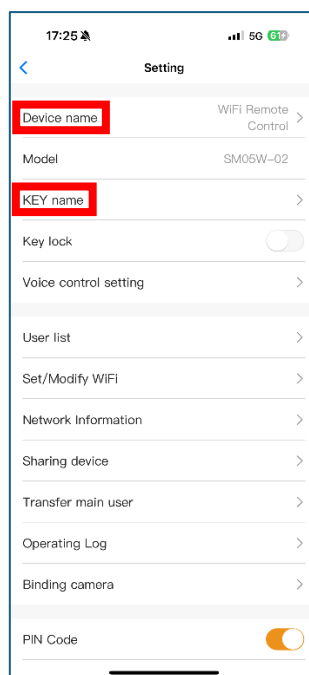 17:25 5G 61
Setting
Device name WiFi Remote
Control
Model SM05W-02
KEY name
Key lock
Voice control setting
User list
Set/Modify WiFi
Network Information
Sharing device
Transfer main user
Operating Log
Binding camera
PIN Code